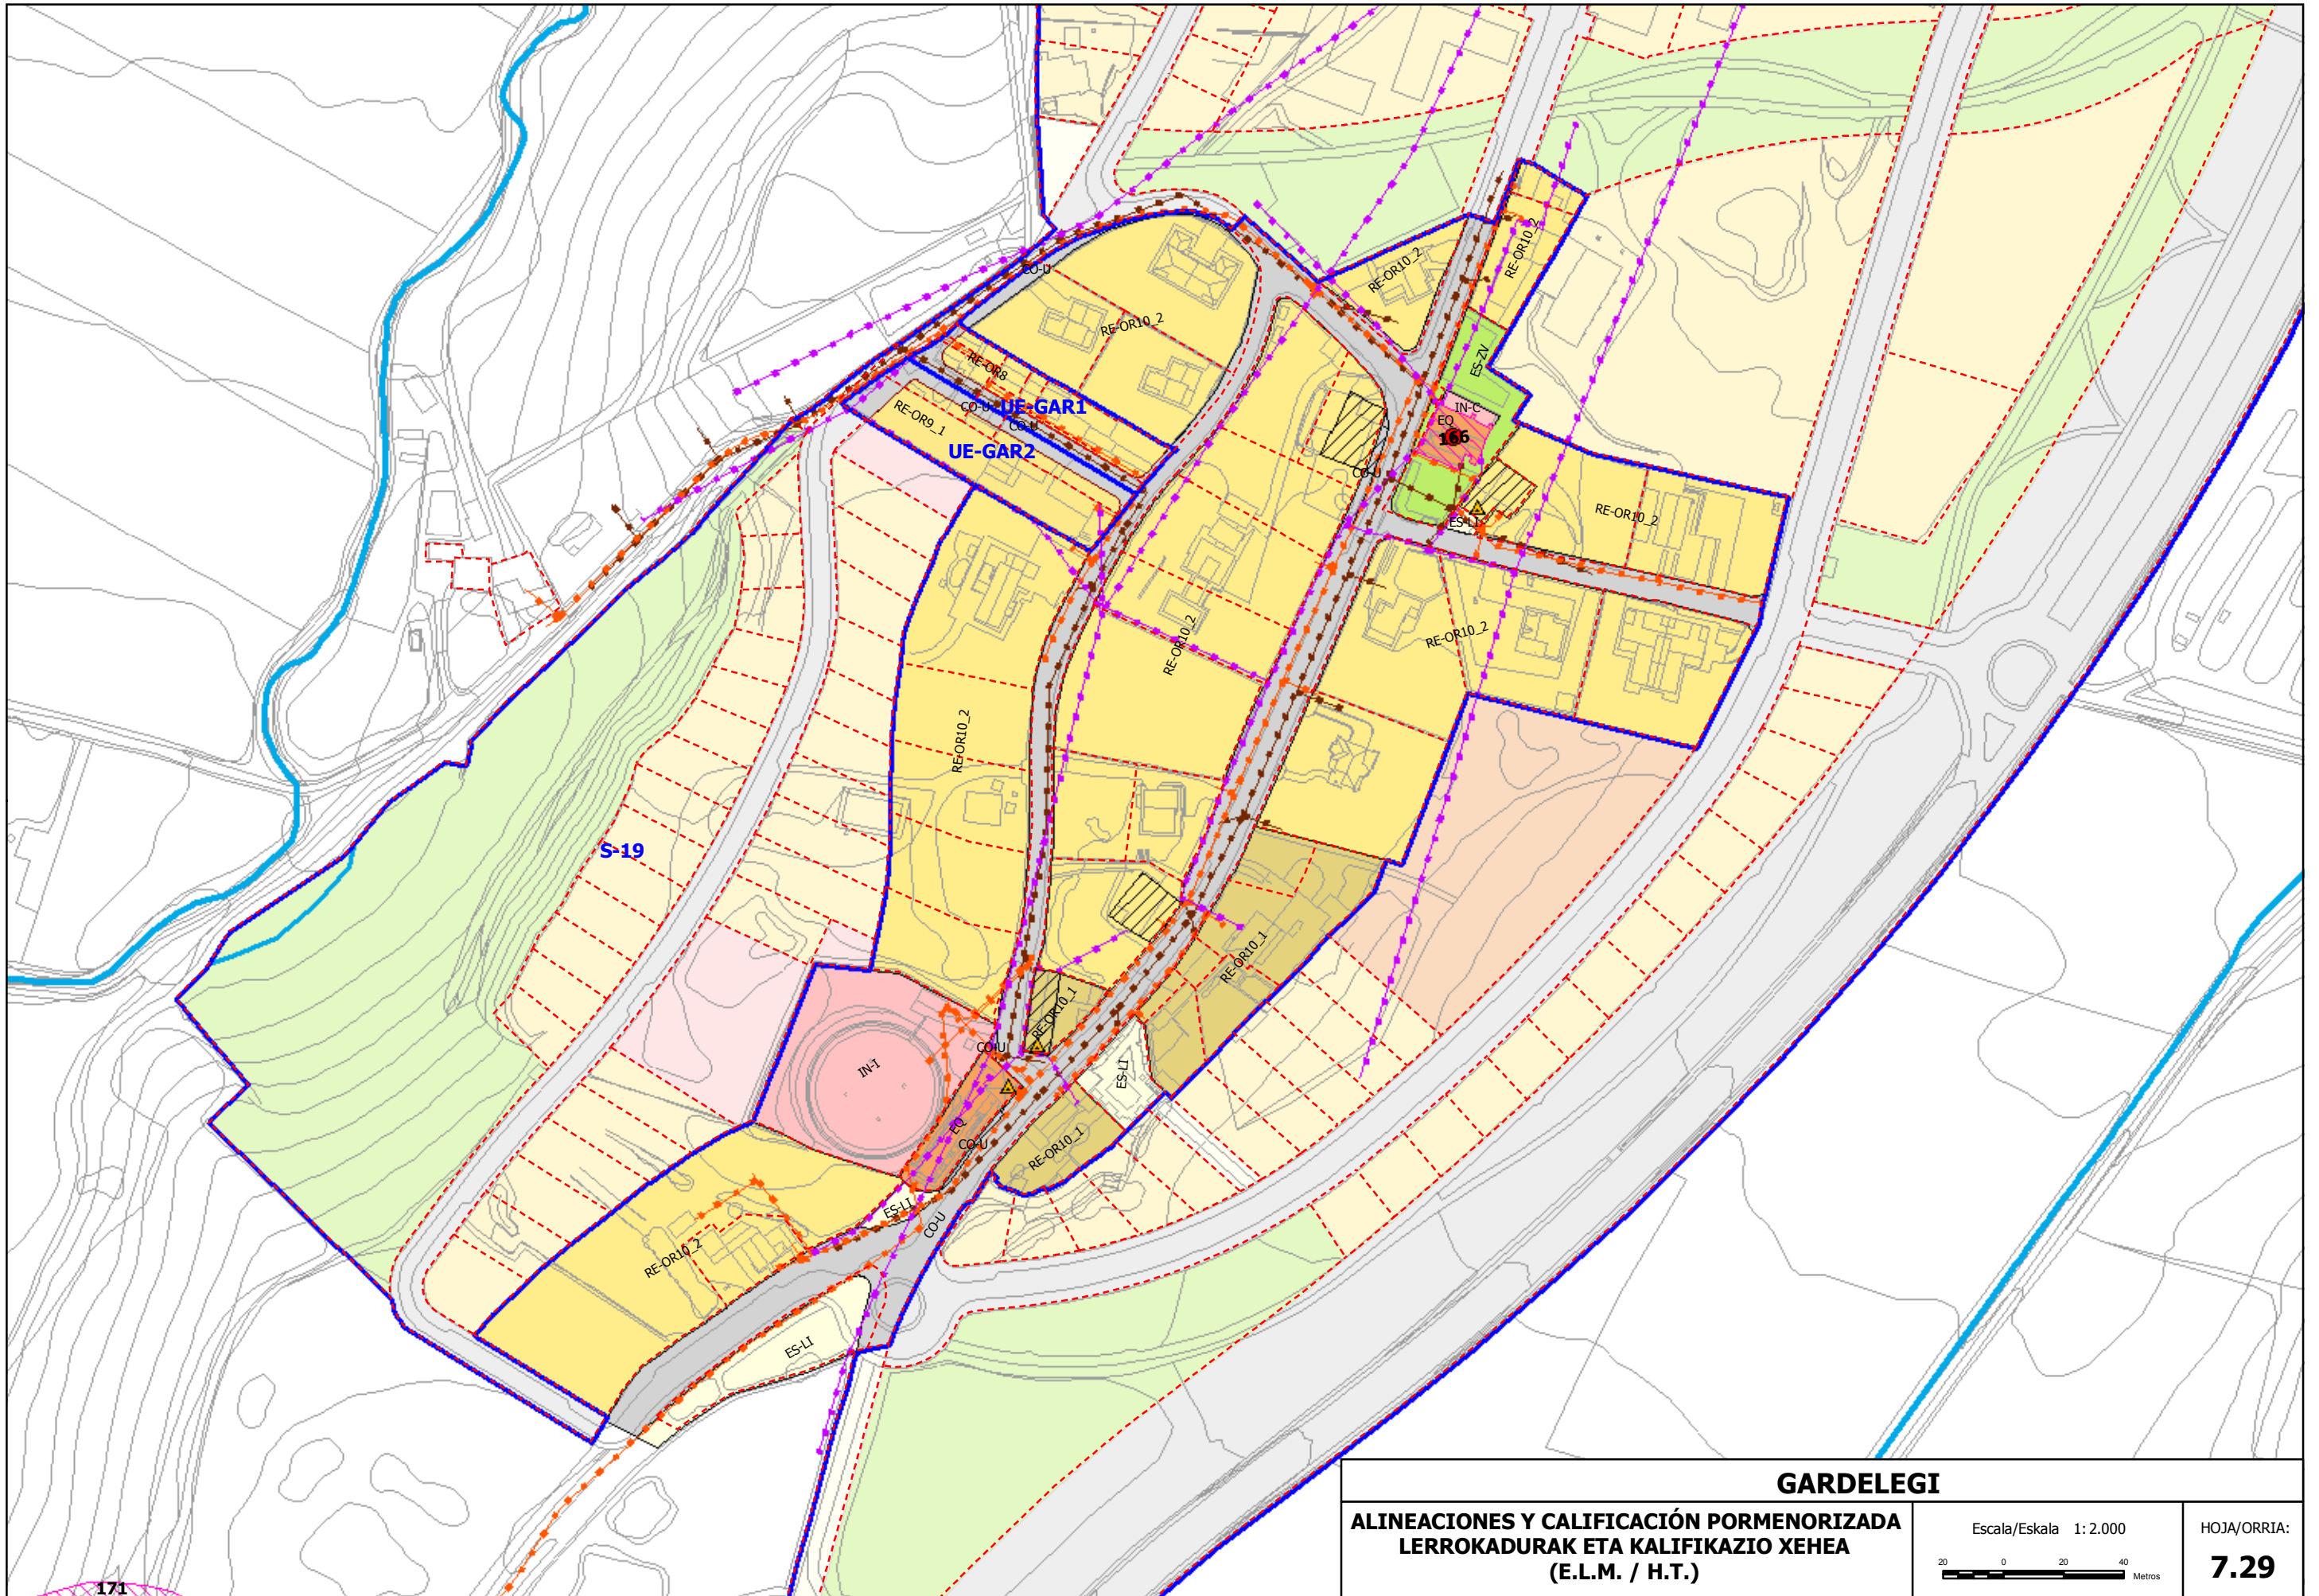 RE-OR10_2
RE-OR10_2
CO-U
RE-OR10_2
RE-OR8
ES-ZV
CO-U
UE-GAR1
IN-C
EQ
166
RE-OR9_1
CO-U
UE-GAR2
CO-U
RE-OR10_2
ES-LI
RE-OR10_2
RE-OR10_2
RE-OR10_2
S-19
RE-OR10_1
RE-OR10_1
CO-U
IN-I
ES-LI
EQ
CO-U
RE-OR10_1
ES-LI
CO-U
RE-OR10_2
ES-LI
171
GARDELEGI
ALINEACIONES Y CALIFICACIÓN PORMENORIZADA
LERROKADURAK ETA KALIFIKAZIO XEHEA
(E.L.M. / H.T.)
Escala/Eskala 1:2.000
20 0 20 40
Metros
HOJA/ORRIA:
7.29